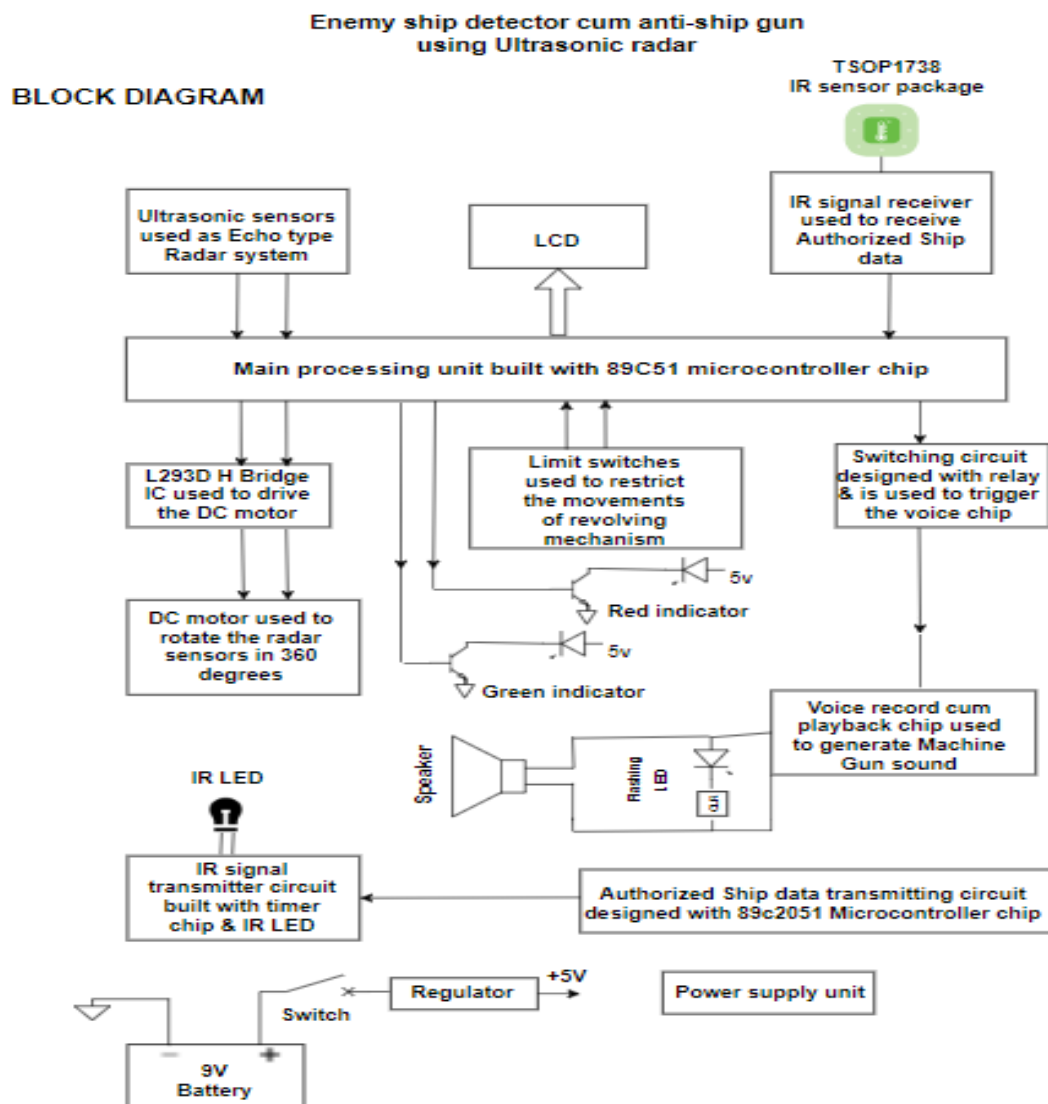 Enemy ship detector cum anti-ship gun
using Ultrasonic radar
BLOCK DIAGRAM
TSOP1738
IR sensor package
Ultrasonic sensors
used as Echo type
Radar system
LCD
IR signal receiver
used to receive
Authorized Ship
data
Main processing unit built with 89C51 microcontroller chip
L293D H Bridge
IC used to drive
the DC motor
Limit switches
used to restrict
the movements
of revolving
mechanism
Switching circuit
designed with relay
& is used to trigger
the voice chip
5v
Red indicator
DC motor used to
rotate the radar
sensors in 360
degrees
5v
Green indicator
Voice record cum
playback chip used
to generate Machine
Gun sound
Speaker
LED
IR LED
IR signal
transmitter circuit
built with timer
chip & IR LED
Authorized Ship data transmitting circuit
designed with 89c2051 Microcontroller chip
+5V
Switch
Regulator
Power supply unit
9V
Battery